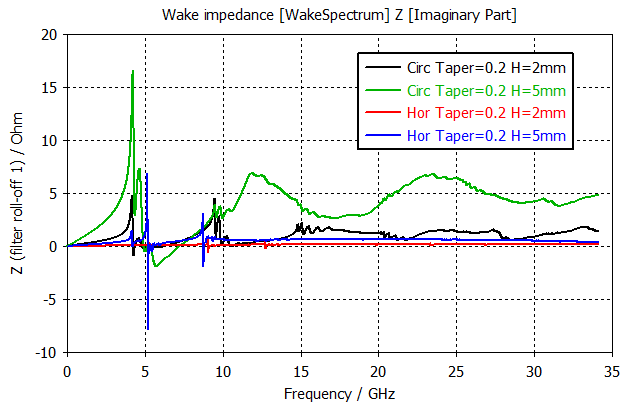 Wake impedance [WakeSpectrum] Z [Imaginary Part]
Z (filter roll-off 1) / Ohm
20
15
10
5
0
-5
-10
Circ Taper=0.2 H=2mm
Circ Taper=0.2 H=5mm
Hor Taper=0.2 H=2mm
Hor Taper=0.2 H=5mm
0 5 10 15 20 25 30 35
Frequency / GHz